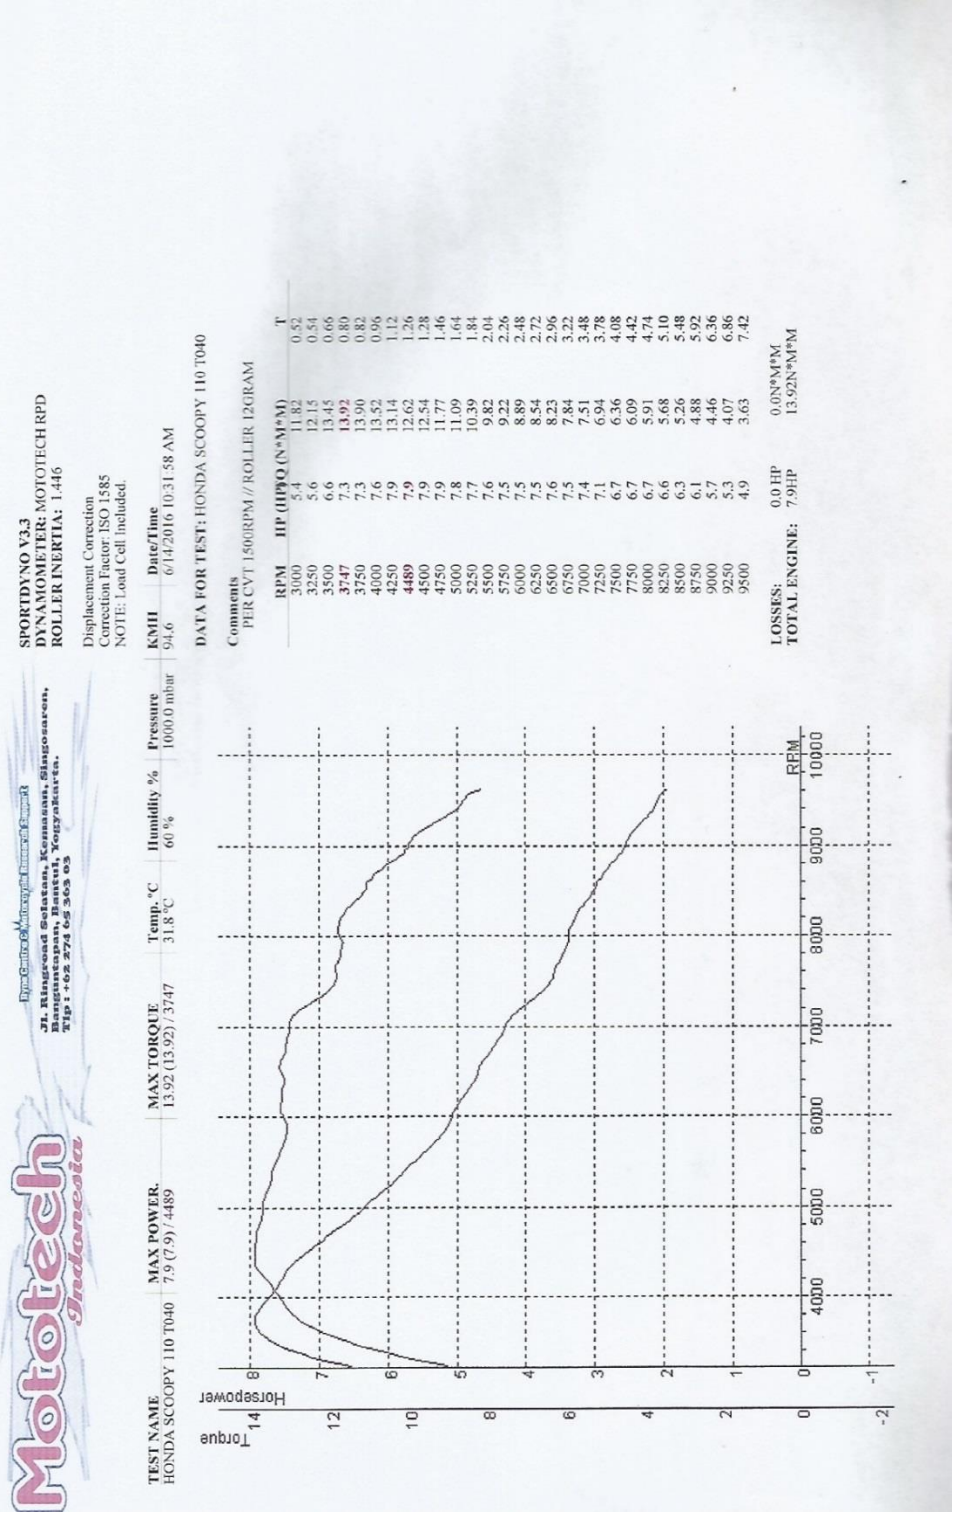 Mototech
Indonesia
Dyno Centre & Motorcycle Research Support
Jl. Ringroad Selatan, Kemasan, Singosaren,
Banguntapan, Bantul, Yogyakarta.
Tlp : +62 274 65 363 03
SPORTDYNO V3.3
DYNAMOMETER: MOTOTECH RPD
ROLLER INERTIA: 1.446
Displacement Correction
Correction Factor: ISO 1585
NOTE: Load Cell Included.
TEST NAME MAX POWER. MAX TORQUE Temp.°C Humidity % Pressure KMH Date/Time
HONDA SCOOPY 110 T040 7.9 (7.9) / 4489 13.92 (13.92) / 3747 31.8 °C 60 % 1000.0 mbar 94.6 6/14/2016 10:31:58 AM
Torque
Horsepower
14 12 10 8 6 4 2 0 -2
8 7 6 5 4 3 2 1 0 -1
4000 5000 6000 7000 8000 9000 10000
RPM
DATA FOR TEST: HONDA SCOOPY 110 T040
Comments
PER CVT 1500RPM // ROLLER 12GRAM
RPM HP (HP) Q (N*M*M) T
3000 5.4 11.82 0.52
3250 5.6 12.15 0.54
3500 6.6 13.45 0.66
3747 7.3 13.92 0.80
3750 7.3 13.90 0.82
4000 7.6 13.52 0.96
4250 7.9 13.14 1.12
4489 7.9 12.62 1.26
4500 7.9 12.54 1.28
4750 7.9 11.77 1.46
5000 7.8 11.09 1.64
5250 7.7 10.39 1.84
5500 7.6 9.82 2.04
5750 7.5 9.22 2.26
6000 7.5 8.89 2.48
6250 7.5 8.54 2.72
6500 7.6 8.23 2.96
6750 7.5 7.84 3.22
7000 7.4 7.51 3.48
7250 7.1 6.94 3.78
7500 6.7 6.36 4.08
7750 6.7 6.09 4.42
8000 6.7 5.91 4.74
8250 6.6 5.68 5.10
8500 6.3 5.26 5.48
8750 6.1 4.88 5.92
9000 5.7 4.46 6.36
9250 5.3 4.07 6.86
9500 4.9 3.63 7.42
LOSSES: 0.0 HP 0.0N*M*M
TOTAL ENGINE: 7.9HP 13.92N*M*M